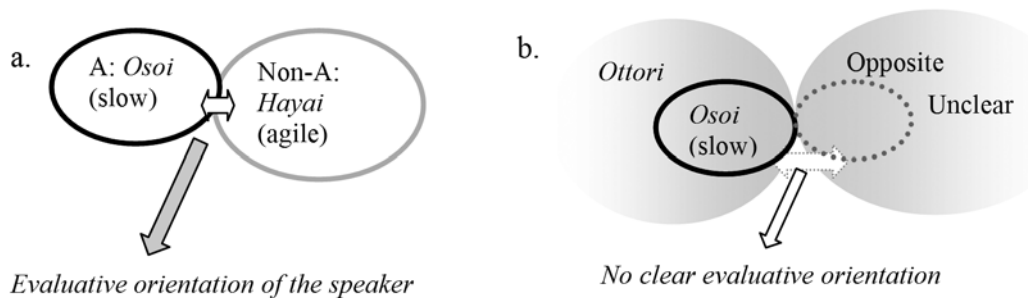 a.
A: Osoi
(slow)
Non-A:
Hayai
(agile)
Evaluative orientation of the speaker
b.
Ottori
Osoi
(slow)
Opposite
Unclear
No clear evaluative orientation